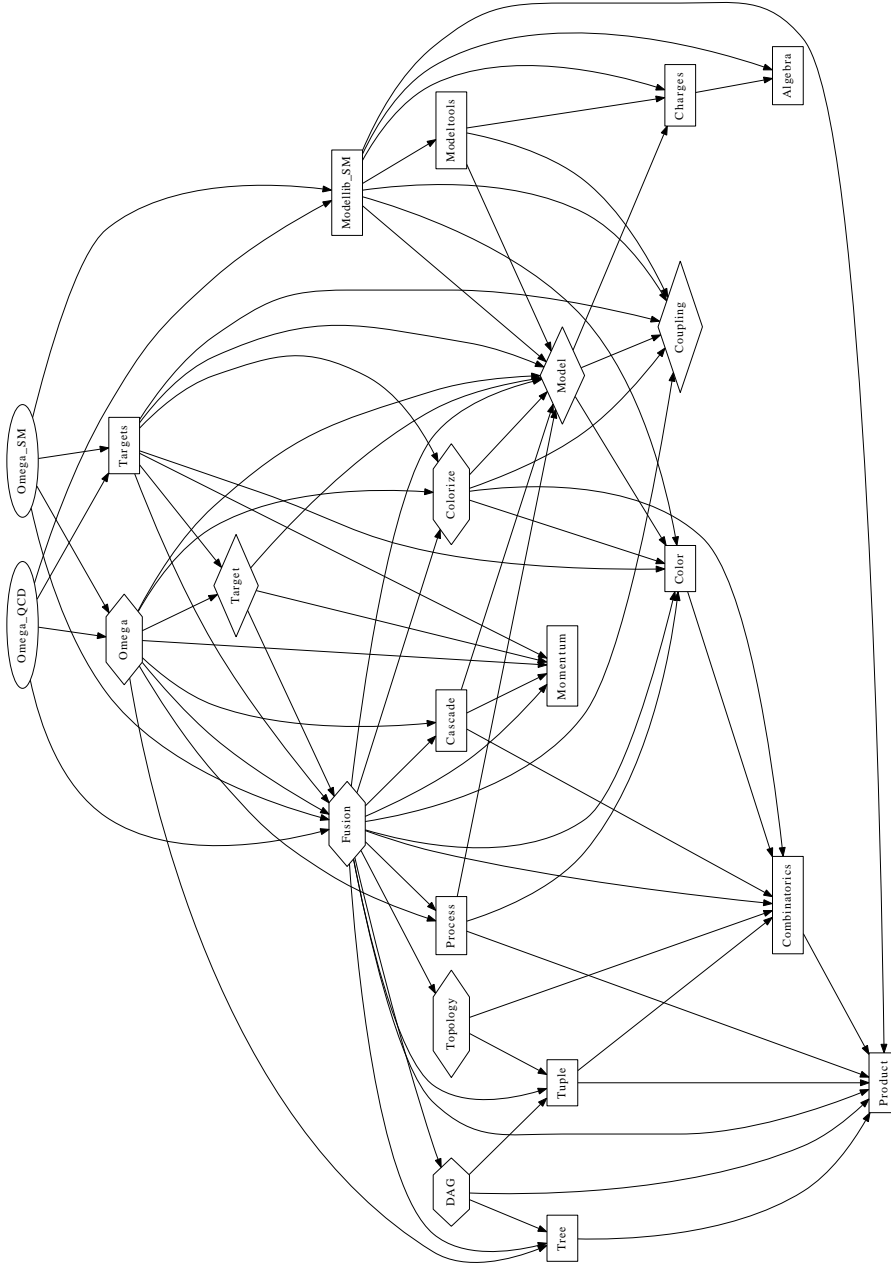 Omega_SM
Omega_QCD
Targets
Omega
Target
Modellib_SM
Fusion
Modeltools
Colorize
Cascade
Process
Topology
DAG
Model
Momentum
Tuple
Tree
Charges
Coupling
Color
Algebra
Combinatorics
Product